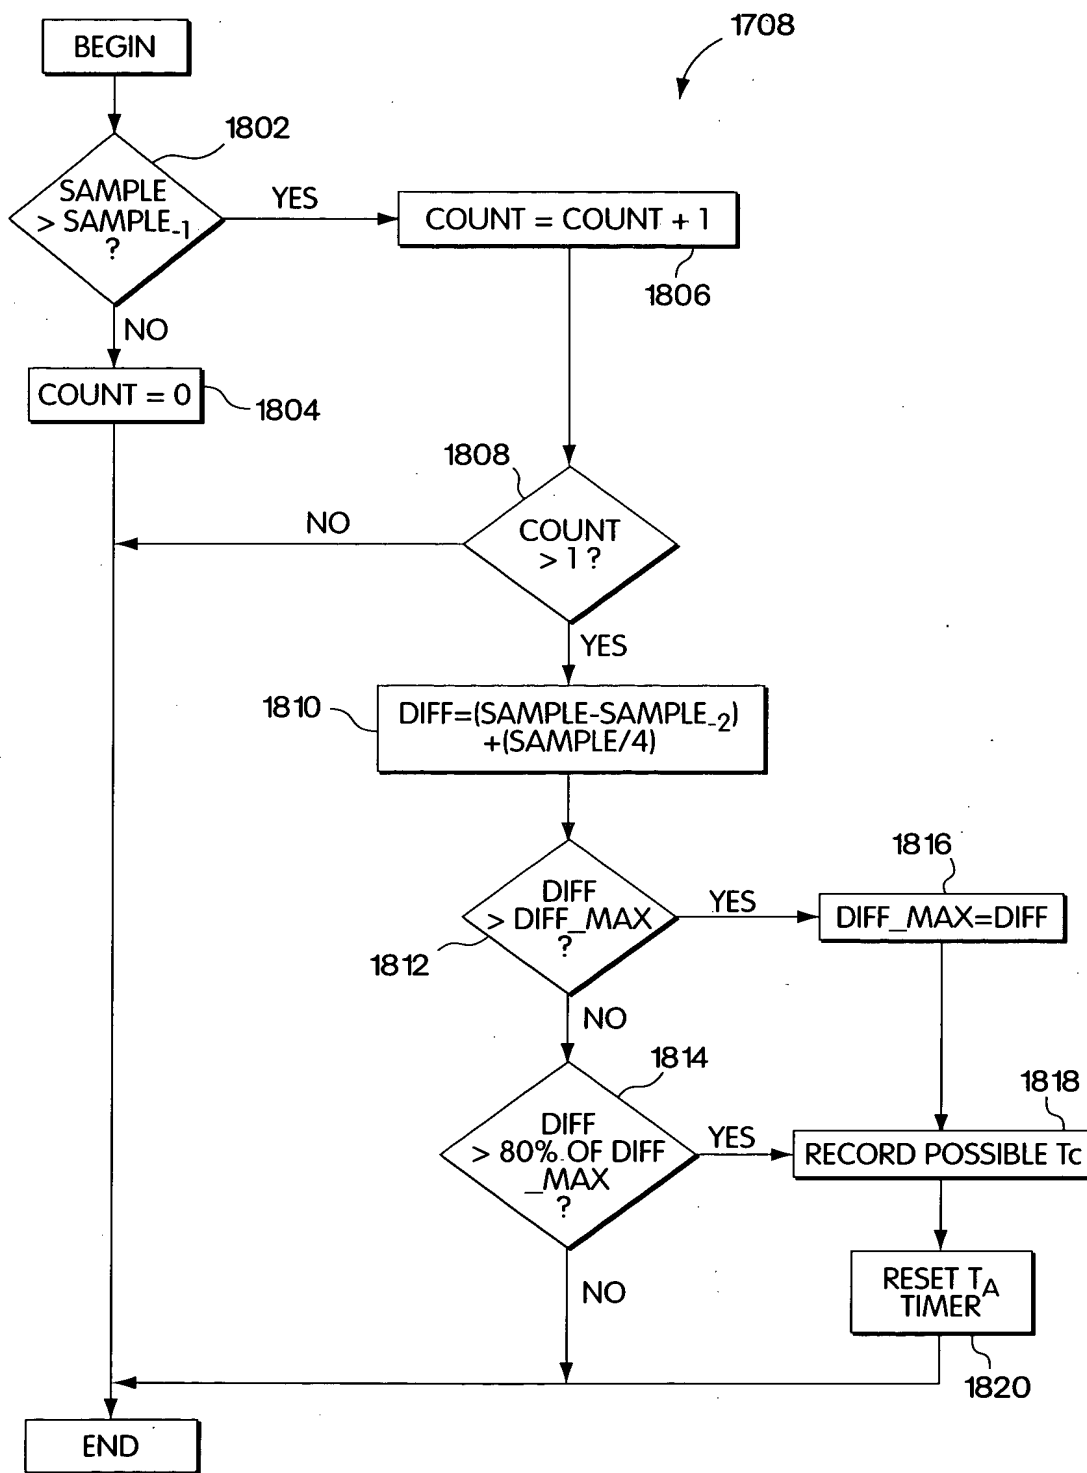 BEGIN
1708
1802
SAMPLE
> SAMPLE-1
?
YES
COUNT = COUNT + 1
1806
NO
COUNT = 0
1804
1808
COUNT
> 1 ?
NO
YES
1810
DIFF=(SAMPLE-SAMPLE-2)
+(SAMPLE/4)
1816
DIFF
> DIFF_MAX
?
YES
DIFF_MAX=DIFF
1812
NO
1814
1818
DIFF
> 80% OF DIFF
_MAX
?
YES
RECORD POSSIBLE Tc
NO
RESET TA
TIMER
1820
END